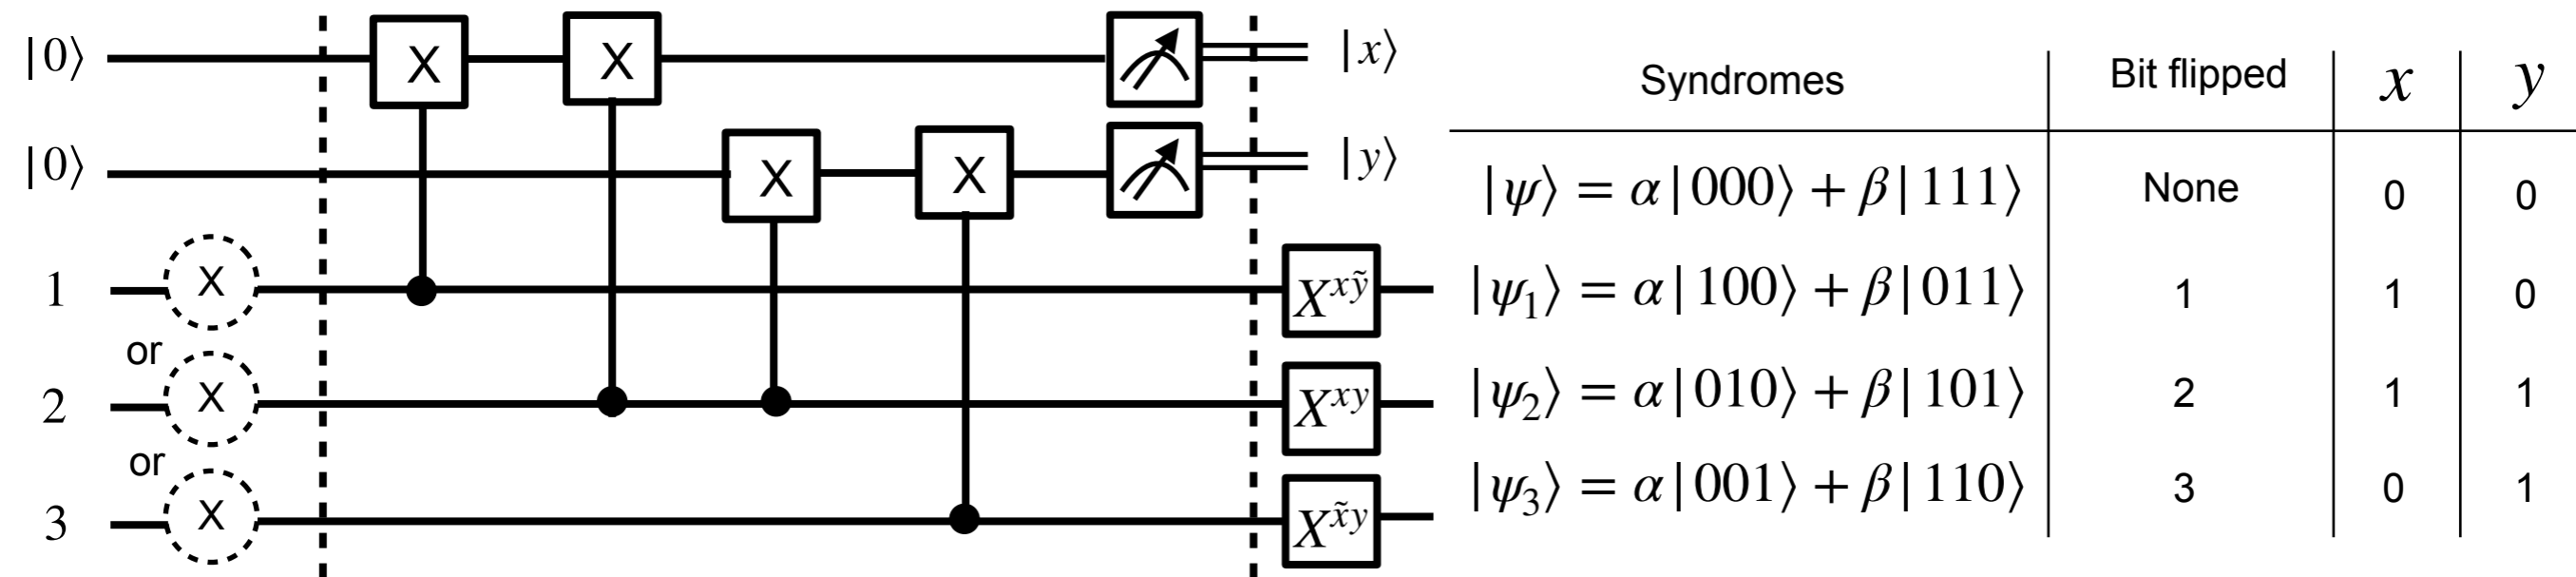 |0⟩ X X |x⟩
|0⟩ X X |y⟩
1 X X^{xỹ}
or
2 X X^{xy}
or
3 X X^{x̃y}
Syndromes Bit flipped x y
|ψ⟩ = α|000⟩ + β|111⟩ None 0 0
|ψ₁⟩ = α|100⟩ + β|011⟩ 1 1 0
|ψ₂⟩ = α|010⟩ + β|101⟩ 2 1 1
|ψ₃⟩ = α|001⟩ + β|110⟩ 3 0 1